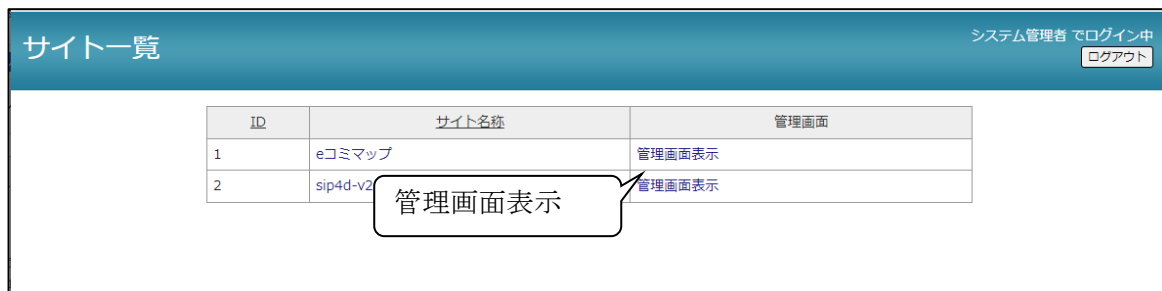 サイト一覧
システム管理者 でログイン中
ログアウト
ID サイト名称 管理画面
1 eコミマップ 管理画面表示
2 sip4d-v2 管理画面表示
管理画面表示